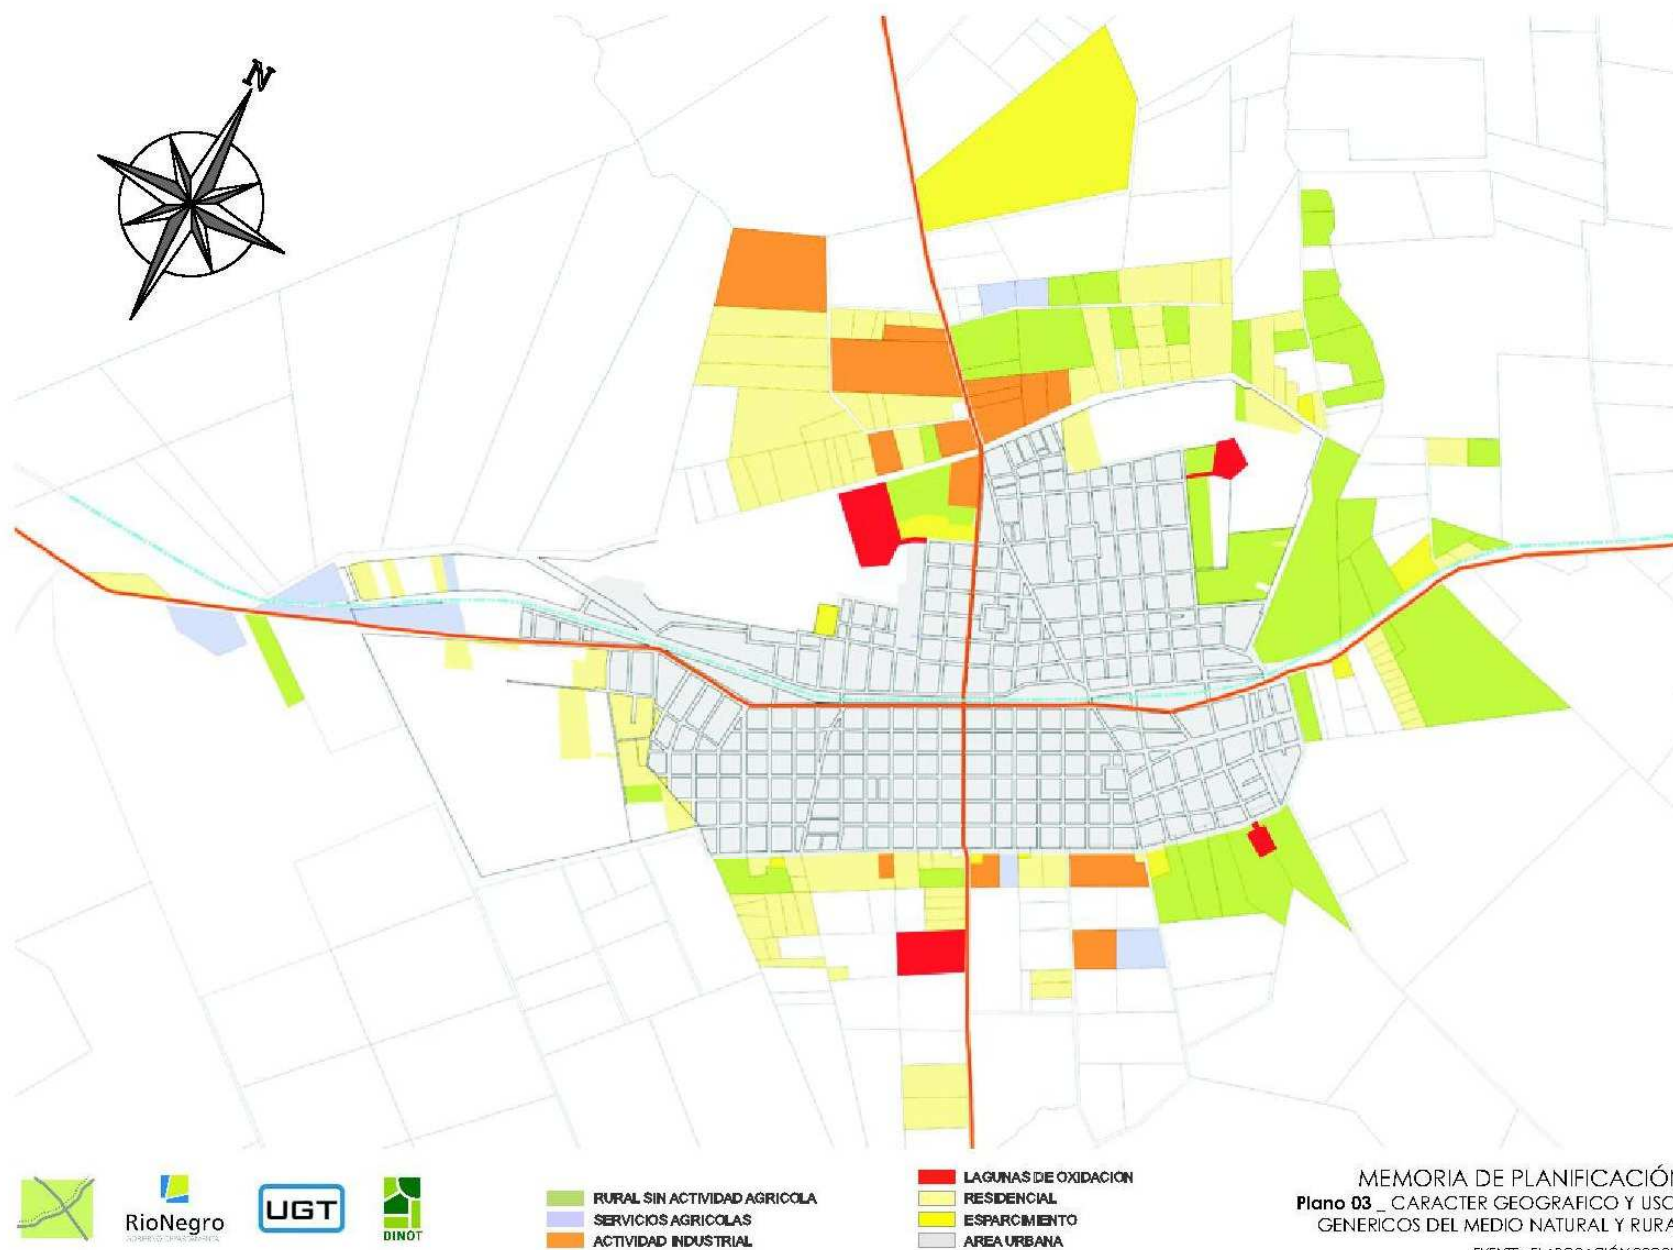 N
RioNegro
UGT
DINOT
RURAL SIN ACTIVIDAD AGRICOLA
SERVICIOS AGRICOLAS
ACTIVIDAD INDUSTRIAL
LAGUNAS DE OXIDACION
RESIDENCIAL
ESPARCIMIENTO
AREA URBANA
MEMORIA DE PLANIFICACIÓN
Plano 03 _ CARACTER GEOGRAFICO Y USO
GENERICOS DEL MEDIO NATURAL Y RURA